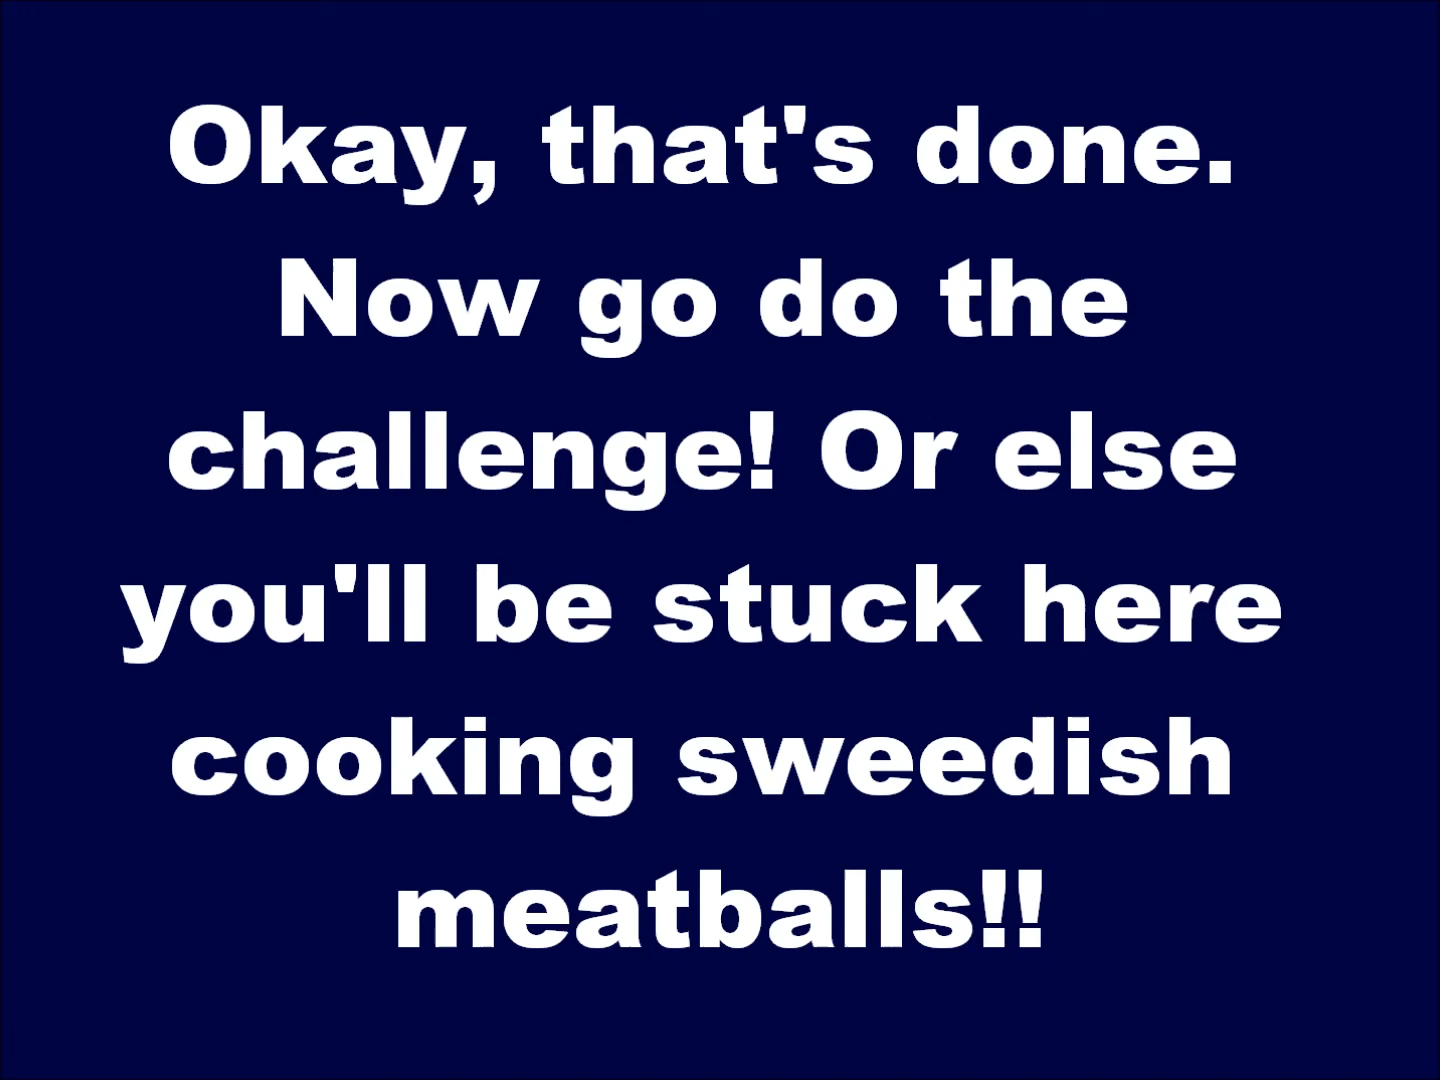 Okay, that's done.
Now go do the
challenge! Or else
you'll be stuck here
cooking sweedish
meatballs!!